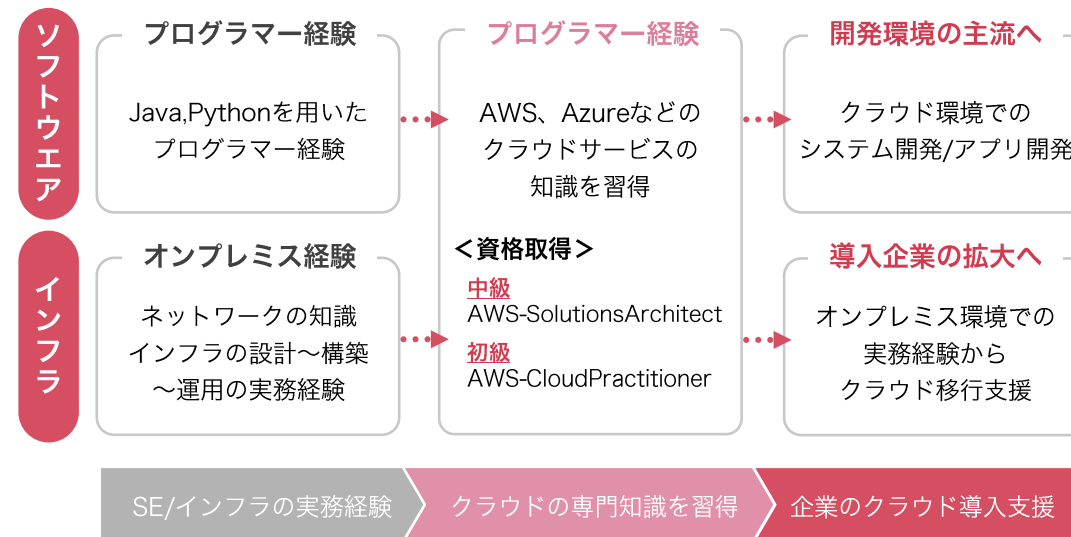 ソフトウエア
プログラマー経験
Java,Pythonを用いた
プログラマー経験
プログラマー経験
AWS、Azureなどの
クラウドサービスの
知識を習得
<資格取得>
中級
AWS-SolutionsArchitect
初級
AWS-CloudPractitioner
開発環境の主流へ
クラウド環境での
システム開発/アプリ開発
インフラ
オンプレミス経験
ネットワークの知識
インフラの設計〜構築
〜運用の実務経験
導入企業の拡大へ
オンプレミス環境での
実務経験から
クラウド移行支援
SE/インフラの実務経験
クラウドの専門知識を習得
企業のクラウド導入支援